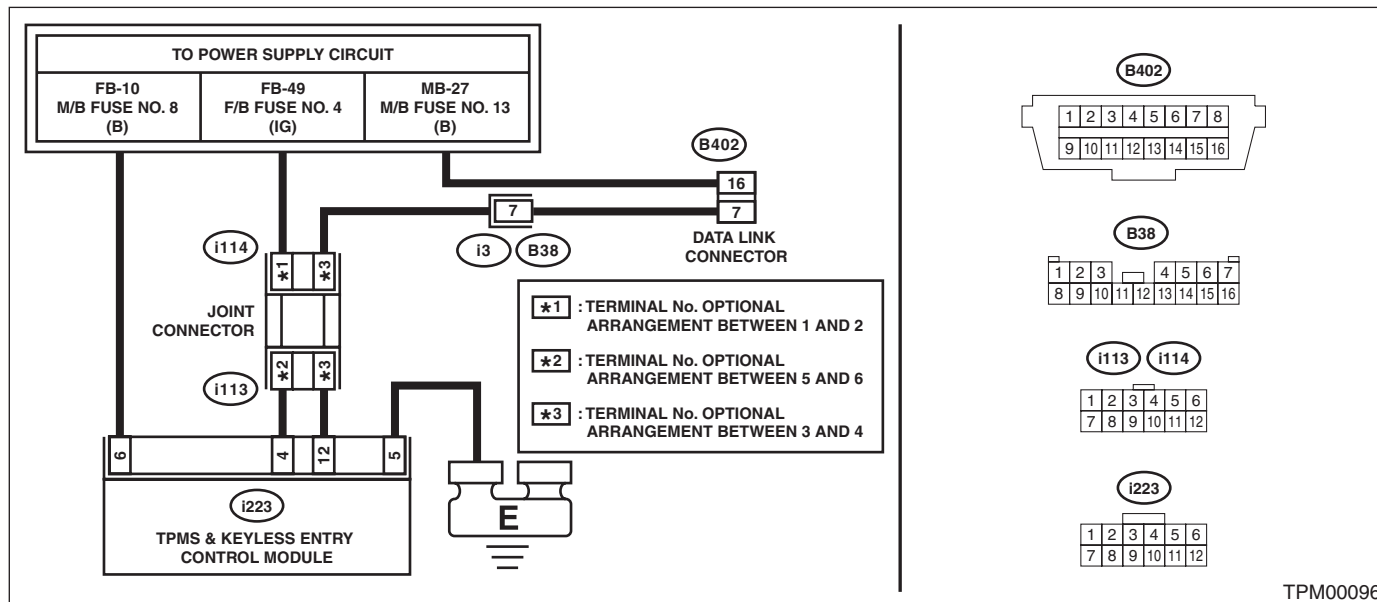 TO POWER SUPPLY CIRCUIT
FB-10
M/B FUSE NO. 8
(B)
FB-49
F/B FUSE NO. 4
(IG)
MB-27
M/B FUSE NO. 13
(B)
B402
16
7
DATA LINK
CONNECTOR
7
i3 B38
i114
*1 *3
JOINT
CONNECTOR
*2 *3
i113
6 4 12 5
i223
TPMS & KEYLESS ENTRY
CONTROL MODULE
E
*1 : TERMINAL No. OPTIONAL
ARRANGEMENT BETWEEN 1 AND 2
*2 : TERMINAL No. OPTIONAL
ARRANGEMENT BETWEEN 5 AND 6
*3 : TERMINAL No. OPTIONAL
ARRANGEMENT BETWEEN 3 AND 4
B402
1 2 3 4 5 6 7 8
9 10 11 12 13 14 15 16
B38
1 2 3 4 5 6 7
8 9 10 11 12 13 14 15 16
i113 i114
1 2 3 4 5 6
7 8 9 10 11 12
i223
1 2 3 4 5 6
7 8 9 10 11 12
TPM00096